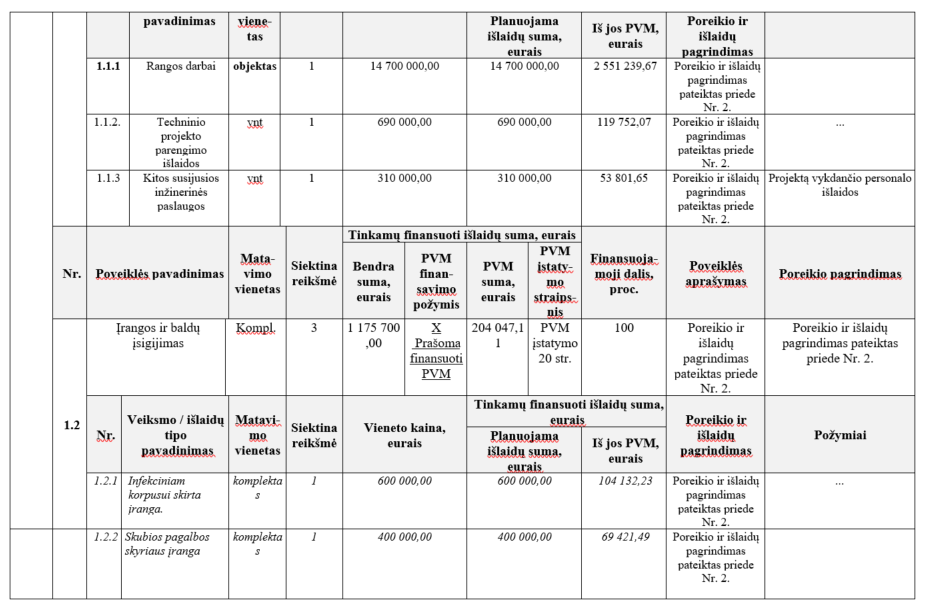 pavadinimas
viene-
tas
Planuojama
išlaidų suma,
eurais
Iš jos PVM,
eurais
Poreikio ir
išlaidų
pagrindimas
1.1.1
Rangos darbai
objektas
1
14 700 000,00
14 700 000,00
2 551 239,67
Poreikio ir išlaidų
pagrindimas
pateiktas priede
Nr. 2.
1.1.2.
Techninio
projekto
parengimo
išlaidos
vnt
1
690 000,00
690 000,00
119 752,07
Poreikio ir išlaidų
pagrindimas
pateiktas priede
Nr. 2.
...
1.1.3
Kitos susijusios
inžinerinės
paslaugos
vnt
1
310 000,00
310 000,00
53 801,65
Poreikio ir išlaidų
pagrindimas
pateiktas priede
Nr. 2.
Projektą vykdančio personalo
išlaidos
Nr.
Poveiklės pavadinimas
Mata-
vimo
vienetas
Siektina
reikšmė
Tinkamų finansuoti išlaidų suma, eurais
Bendra
suma,
eurais
PVM
finan-
savimo
požymis
PVM
suma,
eurais
PVM
įstaty-
mo
straips-
nis
Finansuoja-
moji dalis,
proc.
Poveiklės
aprašymas
Poreikio pagrindimas
1.2
Įrangos ir baldų
įsigijimas
Kompl.
3
1 175 700
,00
X
Prašoma
finansuoti
PVM
204 047,1
1
PVM
įstatymo
20 str.
100
Poreikio ir
išlaidų
pagrindimas
pateiktas priede
Nr. 2.
Poreikio ir išlaidų
pagrindimas pateiktas
priede Nr. 2.
Nr.
Veiksmo / išlaidų
tipo
pavadinimas
Matavi-
mo
vienetas
Siektina
reikšmė
Vieneto kaina,
eurais
Tinkamų finansuoti išlaidų suma,
eurais
Planuojama
išlaidų suma,
eurais
Iš jos PVM,
eurais
Poreikio ir
išlaidų
pagrindimas
Požymiai
1.2.1
Infekciniam
korpusui skirta
įranga.
komplekta
s
1
600 000,00
600 000,00
104 132,23
Poreikio ir išlaidų
pagrindimas
pateiktas priede
Nr. 2.
...
1.2.2
Skubios pagalbos
skyriaus įranga
komplekta
s
1
400 000,00
400 000,00
69 421,49
Poreikio ir išlaidų
pagrindimas
pateiktas priede
Nr. 2.